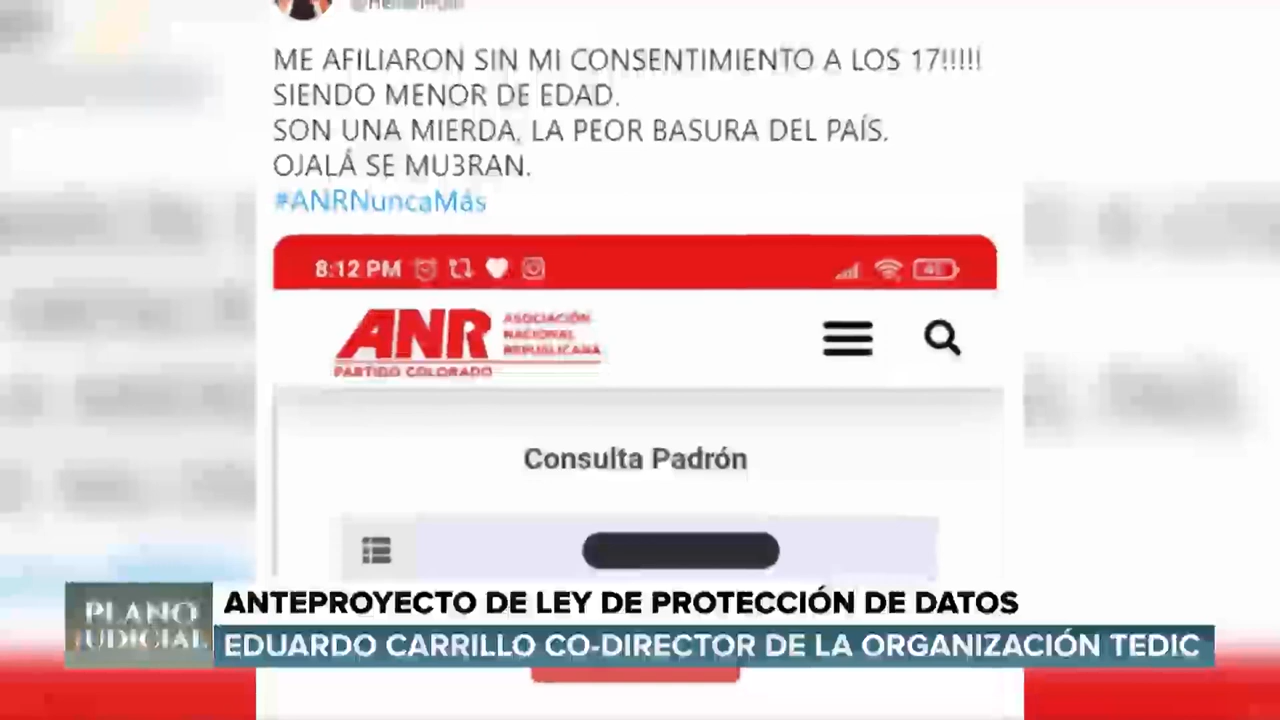 ME AFILIARON SIN MI CONSENTIMIENTO A LOS 17!!!!!
SIENDO MENOR DE EDAD.
SON UNA MIERDA, LA PEOR BASURA DEL PAÍS.
OJALÁ SE MU3RAN.
#ANRNuncaMás
8:12 PM
ANR ASOCIACIÓN NACIONAL REPUBLICANA
PARTIDO COLORADO
Consulta Padrón
PLANO JUDICIAL
ANTEPROYECTO DE LEY DE PROTECCIÓN DE DATOS
EDUARDO CARRILLO CO-DIRECTOR DE LA ORGANIZACIÓN TEDIC